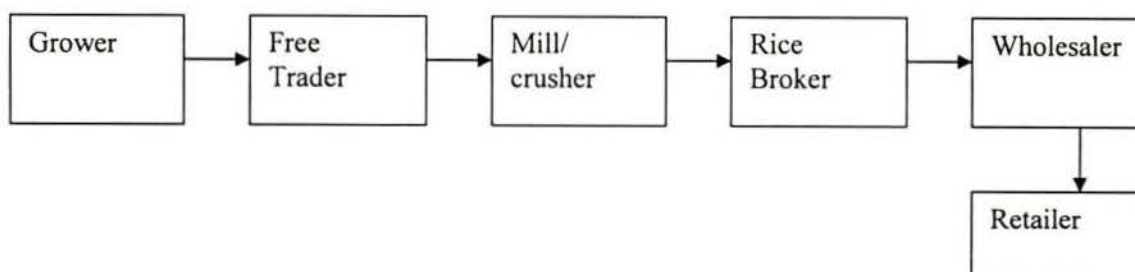 Grower
Free
Trader
Mill/
crusher
Rice
Broker
Wholesaler
Retailer